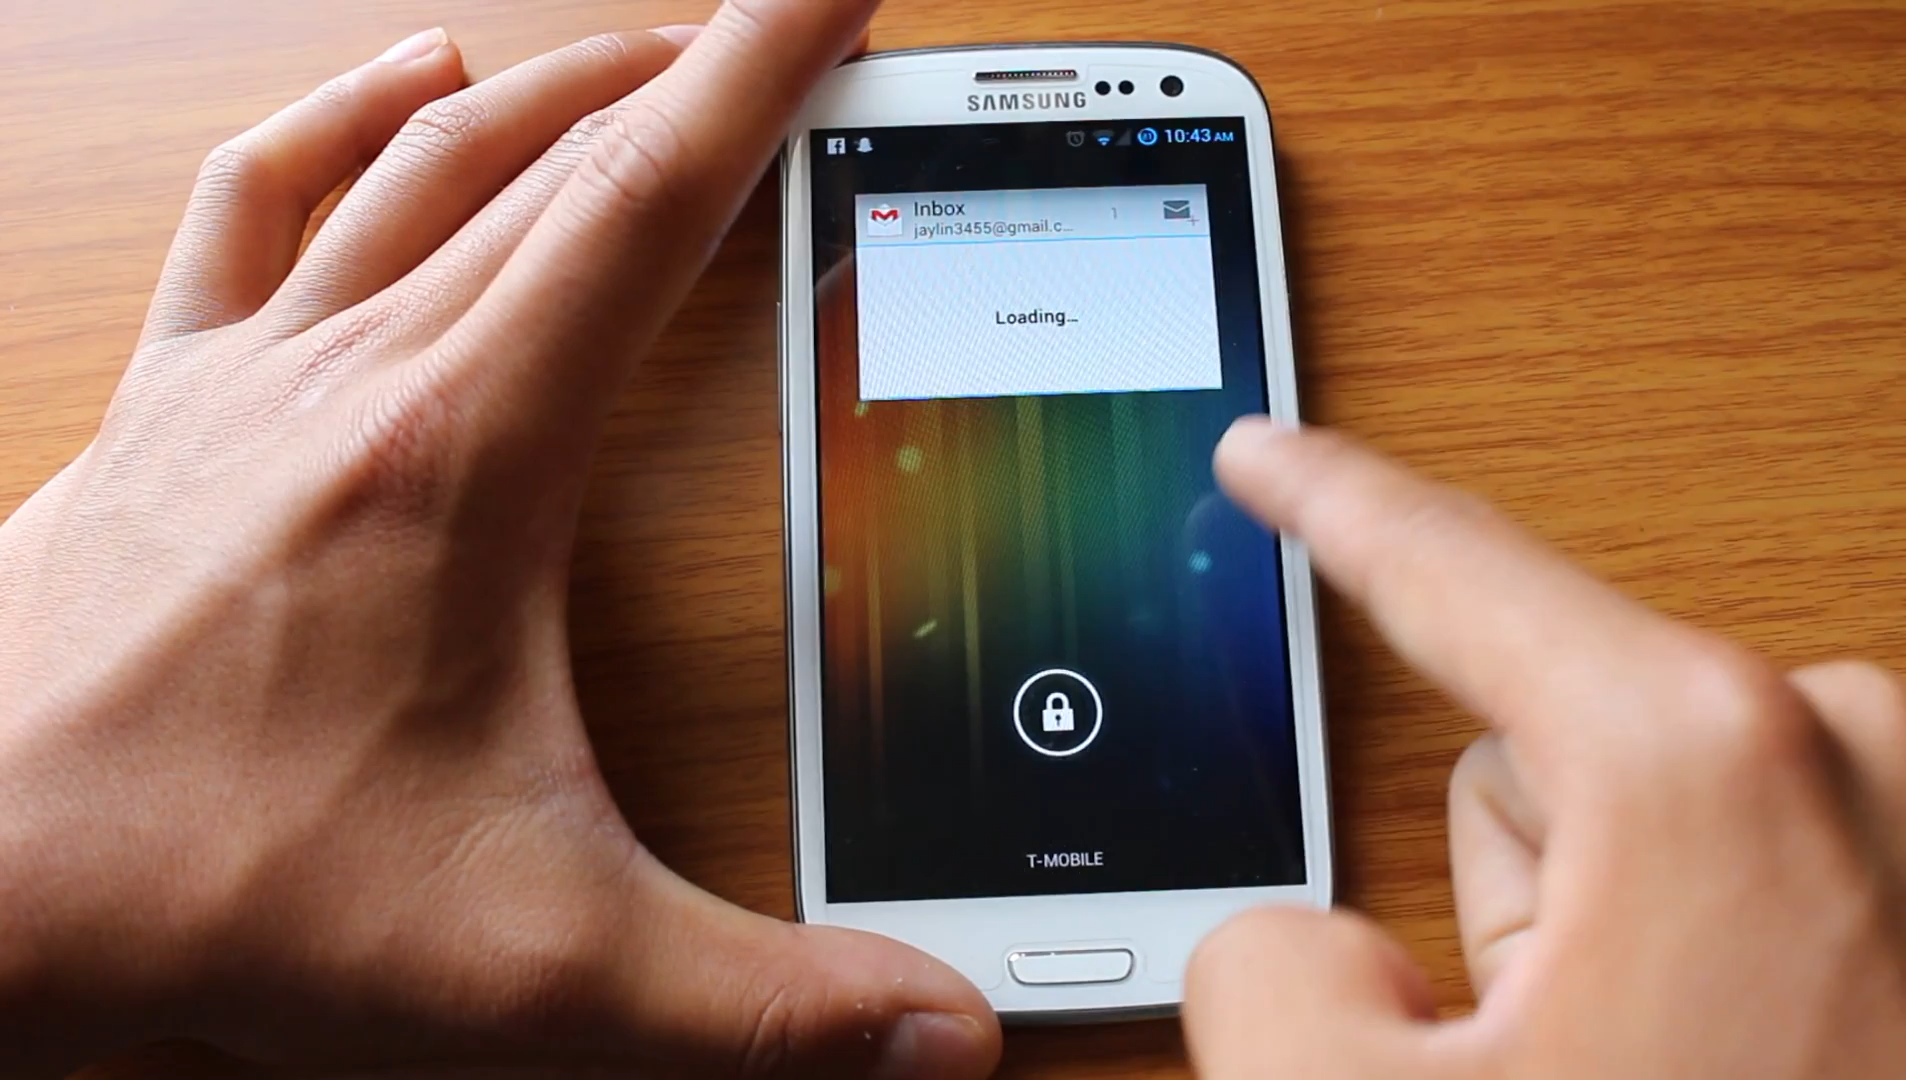 SAMSUNG
10:43 AM
Inbox
1
jaylin3455@gmail.c...
Loading...
T-MOBILE